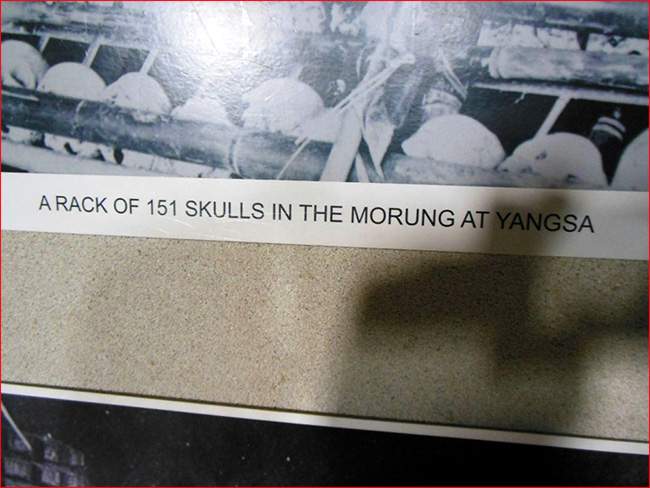 A RACK OF 151 SKULLS IN THE MORUNG AT YANGSA